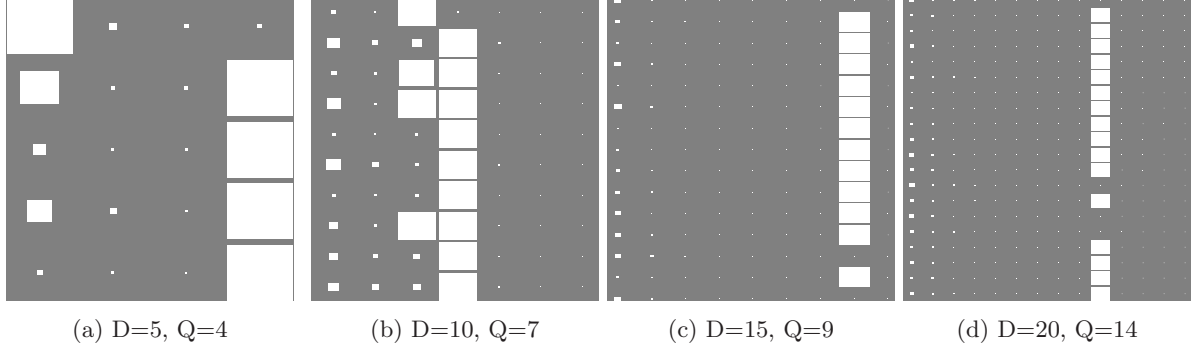 (a) D=5, Q=4
(b) D=10, Q=7
(c) D=15, Q=9
(d) D=20, Q=14